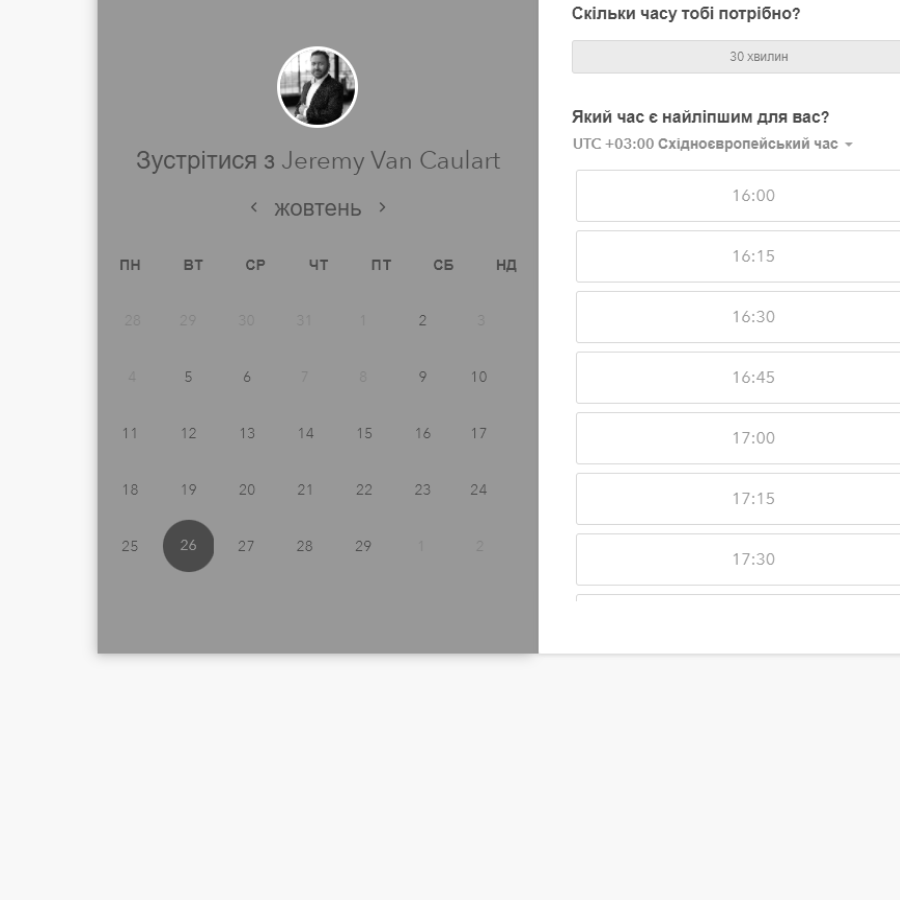 Зустрітися з Jeremy Van Caulart
жовтень
ПН ВТ СР ЧТ ПТ СБ НД
28 29 30 31 1 2 3
4 5 6 7 8 9 10
11 12 13 14 15 16 17
18 19 20 21 22 23 24
25 26 27 28 29 1 2
Скільки часу тобі потрібно?
30 хвилин
Який час є найліпшим для вас?
UTC +03:00 Східноєвропейський час
16:00
16:15
16:30
16:45
17:00
17:15
17:30